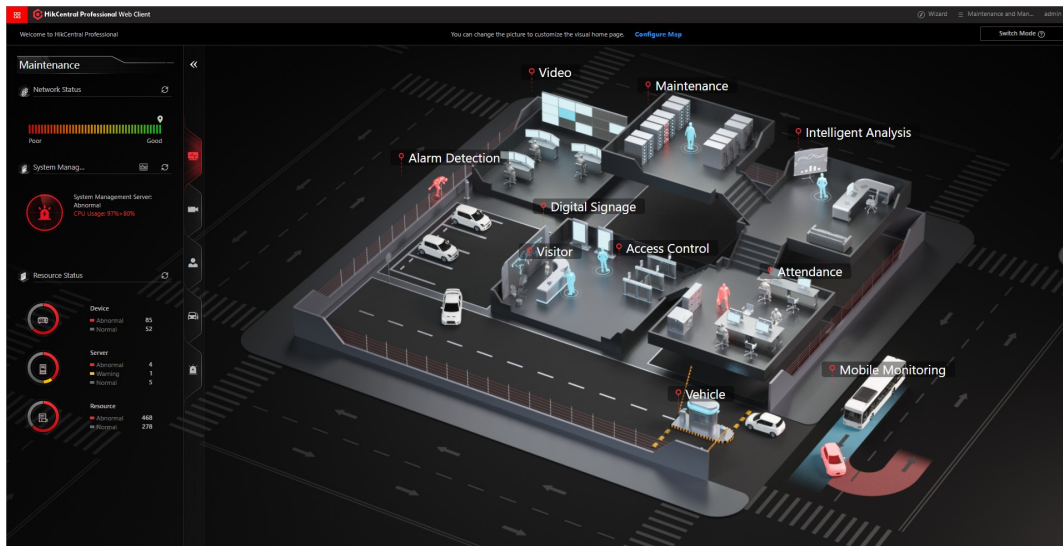 HikCentral Professional Web Client
Wizard
Maintenance and Man...
admin
Welcome to HikCentral Professional
You can change the picture to customize the visual home page.
Configure Map
Switch Mode
Maintenance
Network Status
Poor
Good
System Manag...
System Management Server:
Abnormal
CPU Usage: 97%>80%
Resource Status
Device
Abnormal 85
Normal 52
Server
Abnormal 4
Warning 1
Normal 5
Resource
Abnormal 468
Normal 278
Video
Maintenance
Intelligent Analysis
Alarm Detection
Digital Signage
Visitor
Access Control
Attendance
Mobile Monitoring
Vehicle